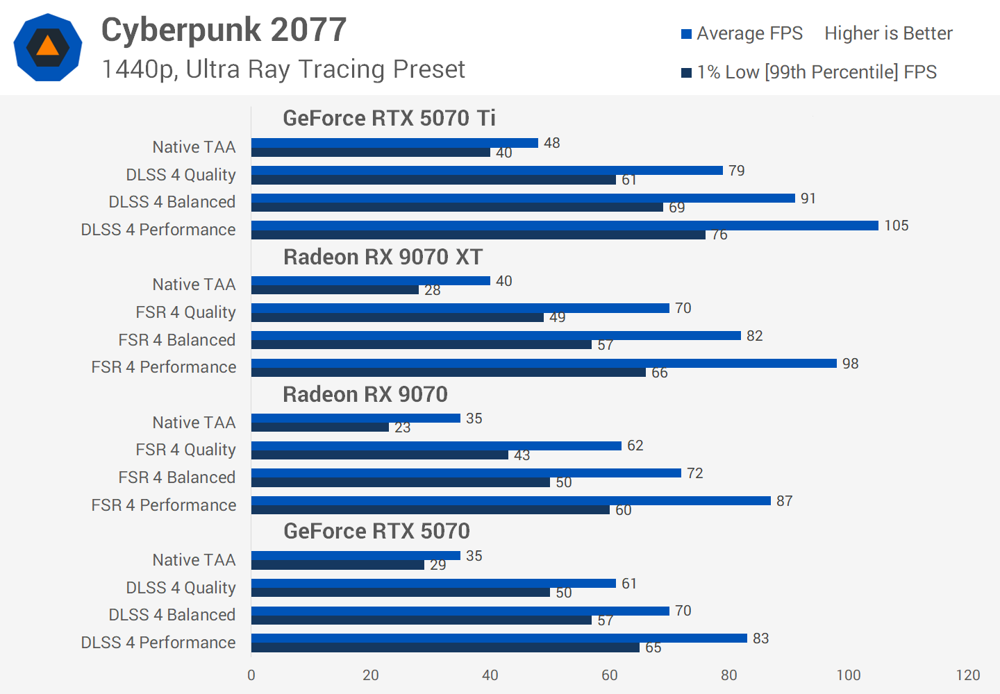 Cyberpunk 2077
1440p, Ultra Ray Tracing Preset
Average FPS Higher is Better
1% Low [99th Percentile] FPS
GeForce RTX 5070 Ti
Native TAA 48
40
DLSS 4 Quality 79
61
DLSS 4 Balanced 91
69
DLSS 4 Performance 105
76
Radeon RX 9070 XT
Native TAA 40
28
FSR 4 Quality 70
49
FSR 4 Balanced 82
57
FSR 4 Performance 98
66
Radeon RX 9070
Native TAA 35
23
FSR 4 Quality 62
43
FSR 4 Balanced 72
50
FSR 4 Performance 87
60
GeForce RTX 5070
Native TAA 35
29
DLSS 4 Quality 61
50
DLSS 4 Balanced 70
57
DLSS 4 Performance 83
65
0 20 40 60 80 100 120